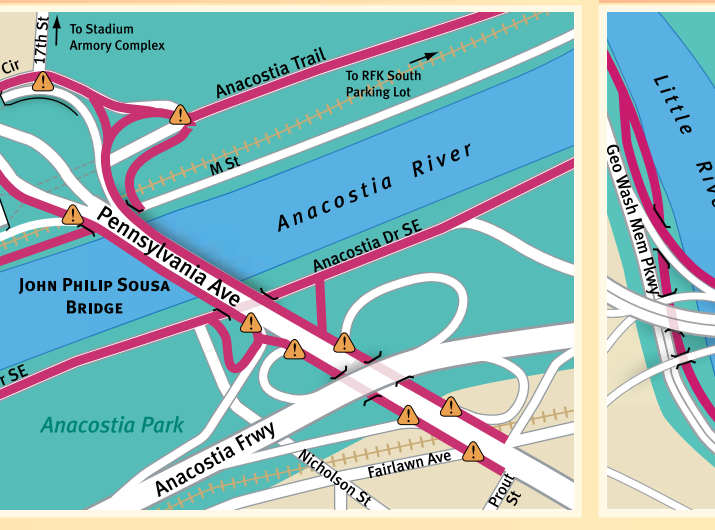 17th St
To Stadium
Armory Complex
Cir
Anacostia Trail
To RFK South
Parking Lot
M St
Anacostia River
Pennsylvania Ave
Anacostia Dr SE
JOHN PHILIP SOUSA
BRIDGE
r SE
Anacostia Park
Anacostia Frwy
Nicholson St
Fairlawn Ave
Prout
St
Little
Riv
Geo Wash Mem Pkwy